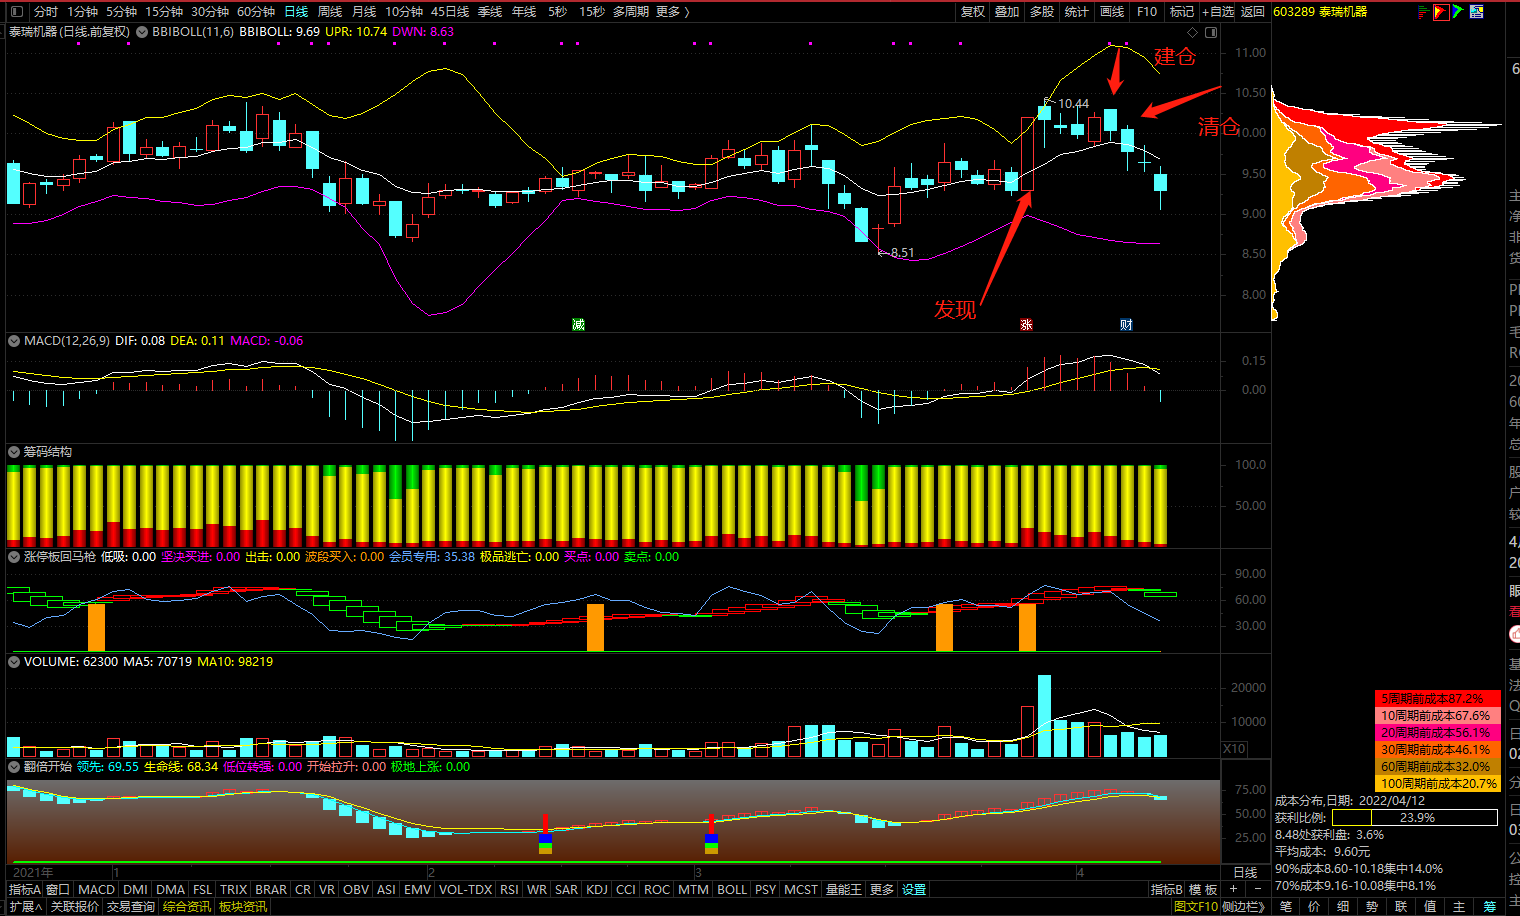 分时 1分钟 5分钟 15分钟 30分钟 60分钟 日线 周线 月线 10分钟 45日线 季线 年线 5秒 15秒 多周期 更多 〉 复权 叠加 多股 统计 画线 F10 标记 +自选 返回 603289 泰瑞机器
泰瑞机器(日线.前复权) BBIBOLL(11,6) BBIBOLL: 9.69 UPR: 10.74 DWN: 8.63
11.00
建仓
10.50
10.44
清仓
10.00
9.50
9.00
8.51
8.50
8.00
发现
减 涨 财
MACD(12,26,9) DIF: 0.08 DEA: 0.11 MACD: -0.06
0.15
0.00
筹码结构
100.0
50.00
涨停板回马枪 低吸: 0.00 坚决买进: 0.00 出击: 0.00 波段买入: 0.00 会员专用: 35.38 极品逃亡: 0.00 买点: 0.00 卖点: 0.00
90.00
60.00
30.00
VOLUME: 62300 MA5: 70719 MA10: 98219
20000
10000
X10
翻倍开始 领先: 69.55 生命线: 68.34 低位转强: 0.00 开始拉升: 0.00 极地上涨: 0.00
75.00
50.00
25.00
5周期前成本87.2%
10周期前成本67.6%
20周期前成本56.1%
30周期前成本46.1%
60周期前成本32.0%
100周期前成本20.7%
成本分布,日期: 2022/04/12
获利比例: 23.9%
8.48处获利盘: 3.6%
平均成本: 9.60元
90%成本8.60-10.18集中14.0%
70%成本9.16-10.08集中8.1%
2021年 1 2 3 4 日线
指标A 窗口 MACD DMI DMA FSL TRIX BRAR CR VR OBV ASI EMV VOL-TDX RSI WR SAR KDJ CCI ROC MTM BOLL PSY MCST 量能王 更多 设置 指标B 模板 + −
扩展∧ 关联报价 交易查询 综合资讯 板块资讯 图文F10 侧边栏》 笔 价 细 势 联 值 主 筹